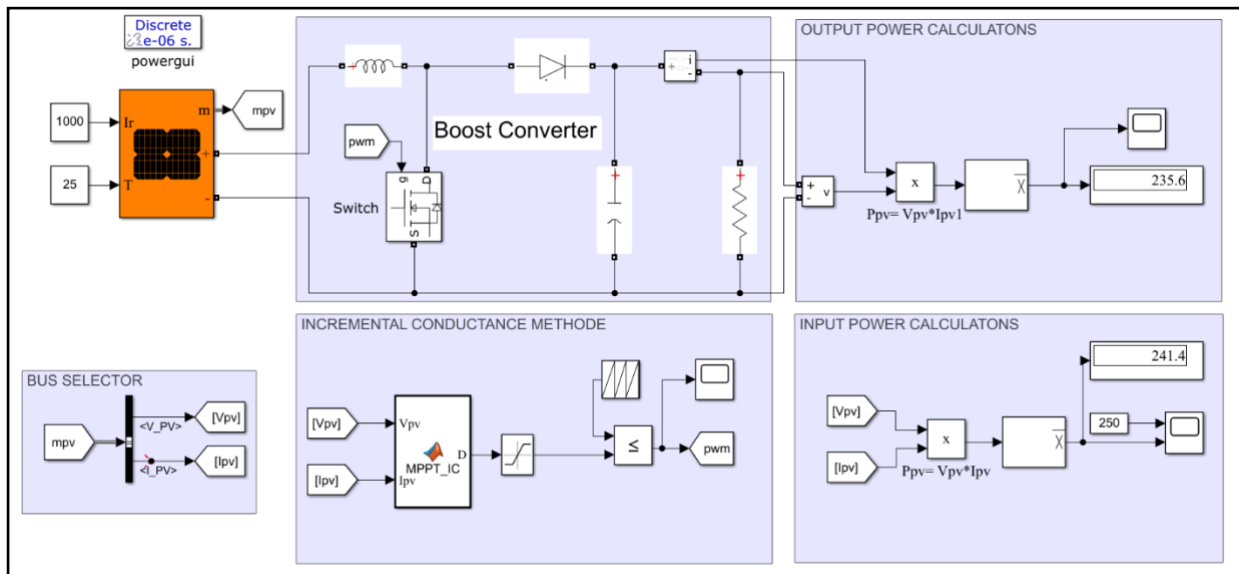 Discrete
e-06 s.
powergui
1000
25
Ir
T
m
+
-
mpv
+
pwm
Boost Converter
Switch
g
D
S
+
+
+
i
-
OUTPUT POWER CALCULATONS
+
-
v
x
Ppv= Vpv*Ipv1
X
235.6
BUS SELECTOR
mpv
<V_PV>
<I_PV>
[Vpv]
[Ipv]
INCREMENTAL CONDUCTANCE METHODE
[Vpv]
[Ipv]
Vpv
Ipv
MPPT_IC
D
≤
pwm
INPUT POWER CALCULATONS
[Vpv]
[Ipv]
x
Ppv= Vpv*Ipv
X
241.4
250